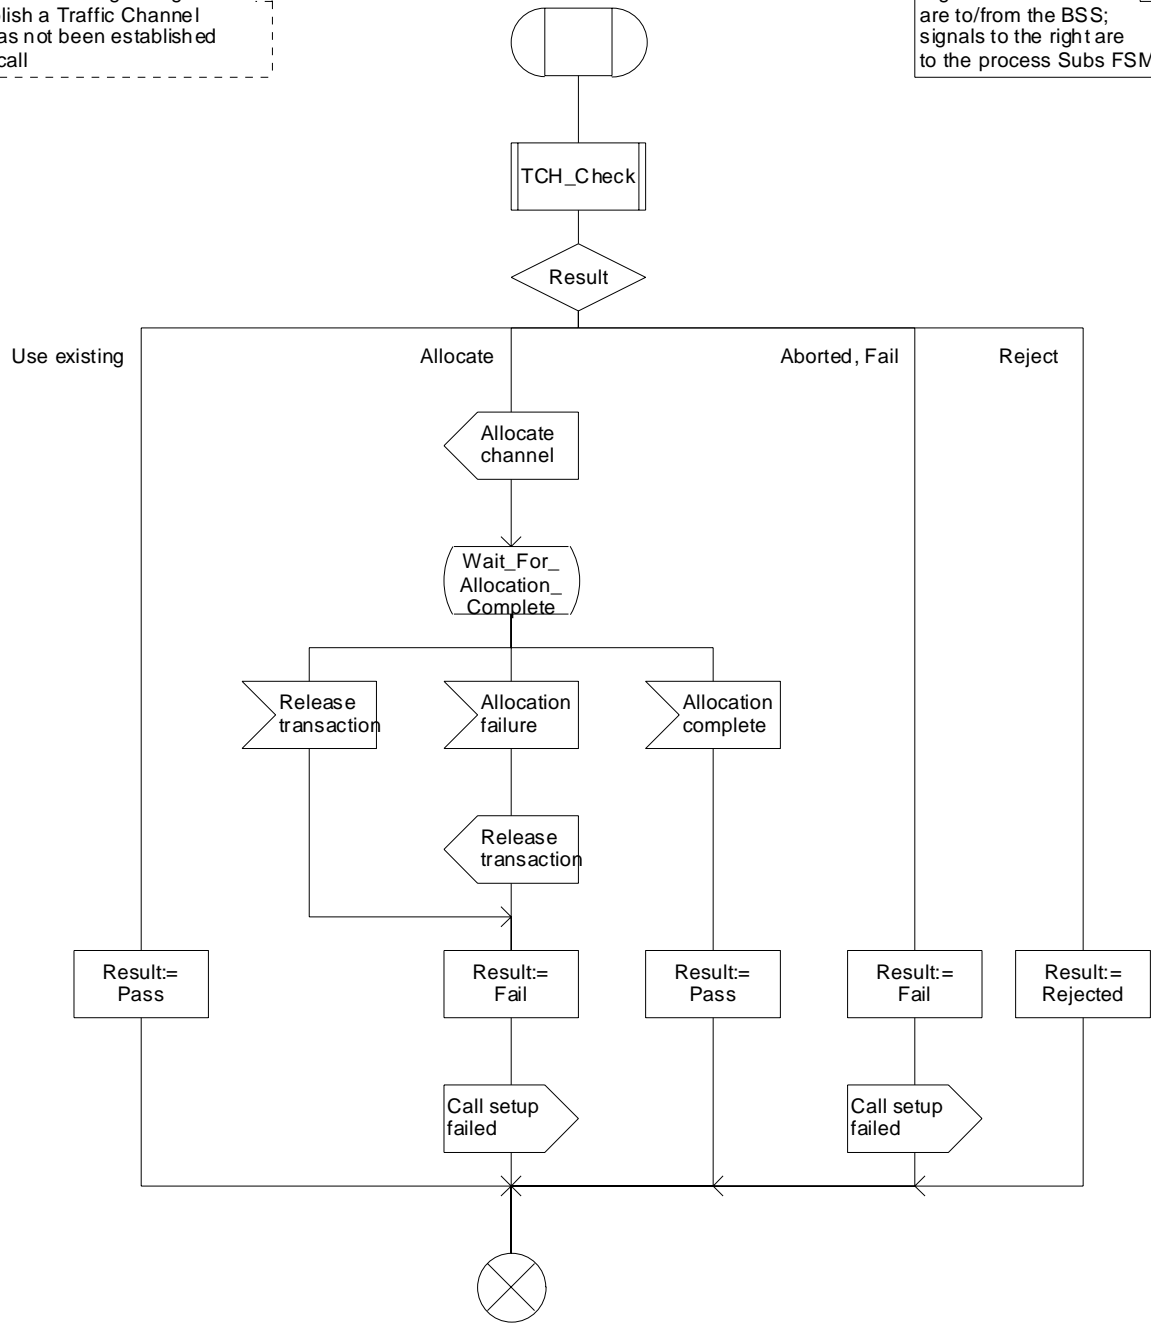 lish a Traffic Channel
as not been established
call
are to/from the BSS;
signals to the right are
to the process Subs FSM
TCH_Check
Result
Use existing
Allocate
Aborted, Fail
Reject
Allocate
channel
Wait_For_
Allocation_
Complete
Release
transaction
Allocation
failure
Allocation
complete
Release
transaction
Result:=
Pass
Result:=
Fail
Result:=
Pass
Result:=
Fail
Result:=
Rejected
Call setup
failed
Call setup
failed